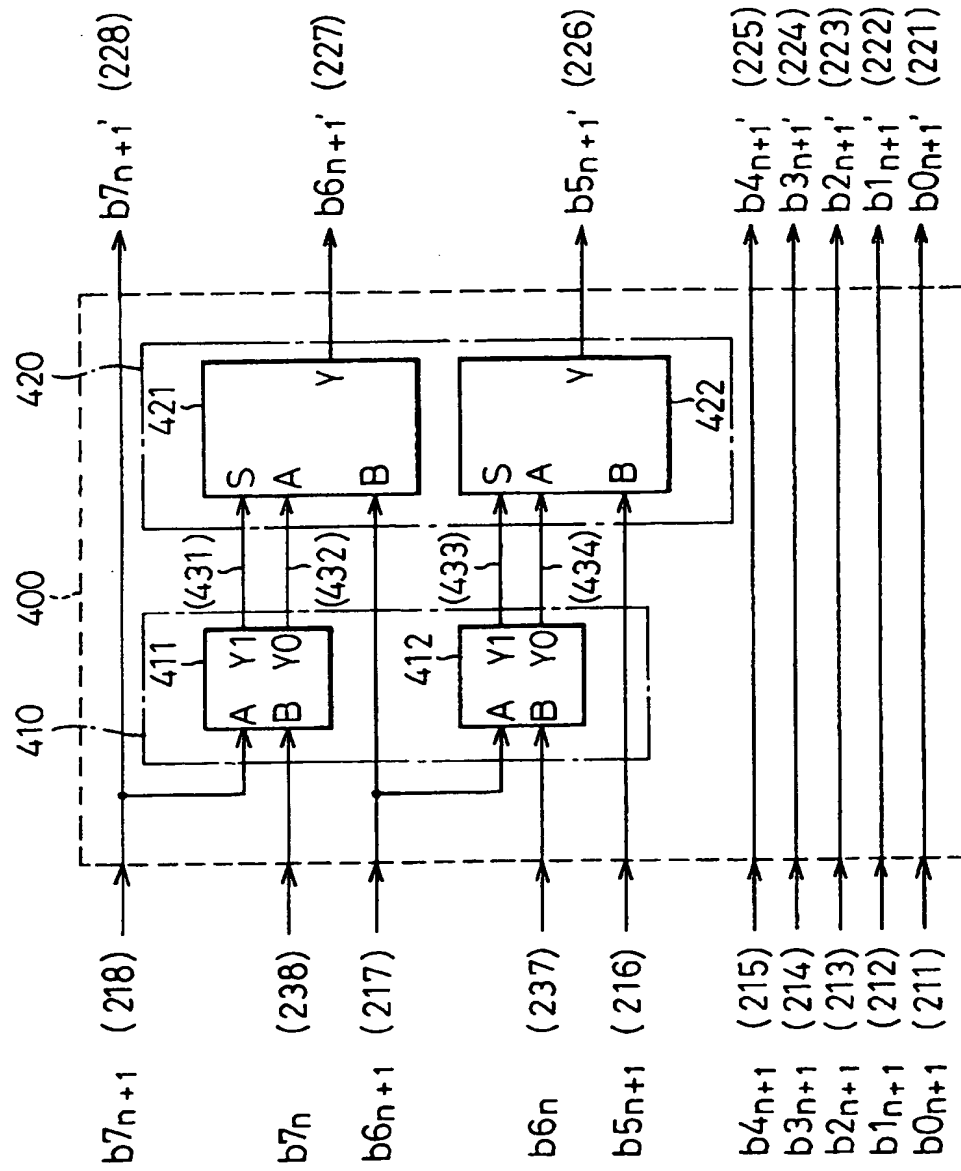 400
410
420
b7n+1 (218)
b7n+1' (228)
411
A Y1
B Y0
(431)
(432)
421
S
A
B
Y
b7n (238)
b6n+1 (217)
b6n+1' (227)
412
A Y1
B Y0
(433)
(434)
422
S
A
B
Y
b6n (237)
b5n+1 (216)
b5n+1' (226)
b4n+1 (215)
b4n+1' (225)
b3n+1 (214)
b3n+1' (224)
b2n+1 (213)
b2n+1' (223)
b1n+1 (212)
b1n+1' (222)
b0n+1 (211)
b0n+1' (221)